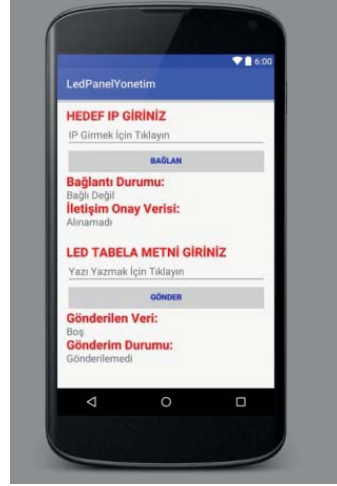 6:00
LedPanelYonetim
HEDEF IP GİRİNİZ
IP Girmek İçin Tıklayın
BAĞLAN
Bağlantı Durumu:
Bağlı Değil
İletişim Onay Verisi:
Alınamadı
LED TABELA METNİ GİRİNİZ
Yazı Yazmak İçin Tıklayın
GÖNDER
Gönderilen Veri:
Boş
Gönderim Durumu:
Gönderilemedi